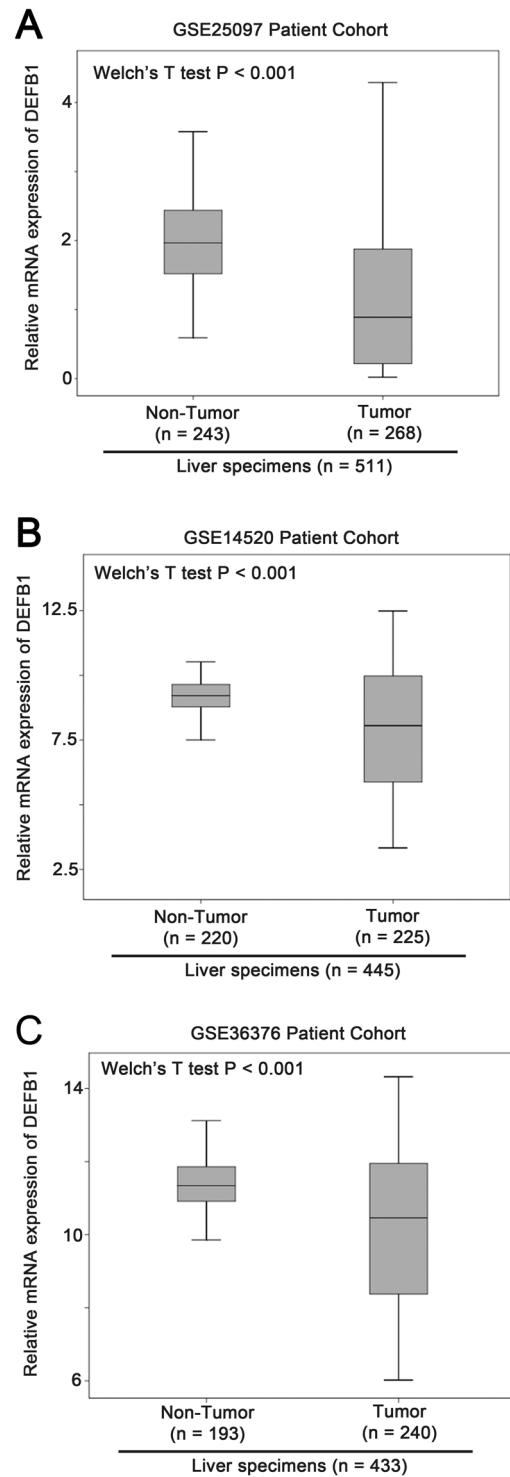 A
GSE25097 Patient Cohort
Welch's T test P < 0.001
Relative mRNA expression of DEFB1
4
2
0
Non-Tumor
(n = 243)
Tumor
(n = 268)
Liver specimens (n = 511)
B
GSE14520 Patient Cohort
Welch's T test P < 0.001
Relative mRNA expression of DEFB1
12.5
7.5
2.5
Non-Tumor
(n = 220)
Tumor
(n = 225)
Liver specimens (n = 445)
C
GSE36376 Patient Cohort
Welch's T test P < 0.001
Relative mRNA expression of DEFB1
14
10
6
Non-Tumor
(n = 193)
Tumor
(n = 240)
Liver specimens (n = 433)